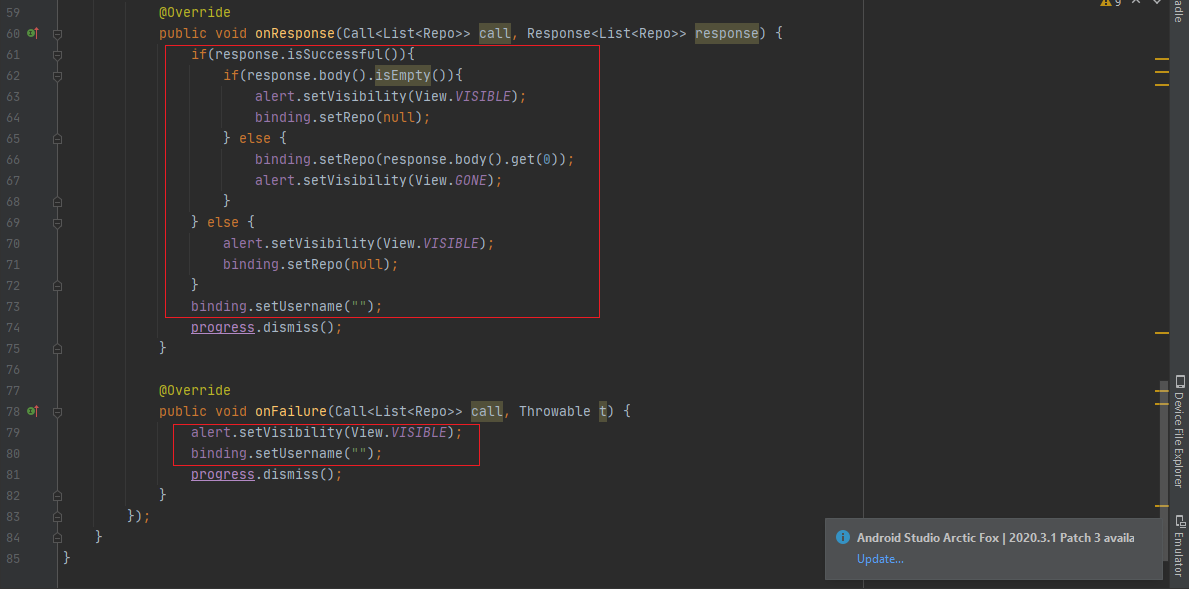 59 @Override
60 public void onResponse(Call<List<Repo>> call, Response<List<Repo>> response) {
61 if(response.isSuccessful()){
62 if(response.body().isEmpty()){
63 alert.setVisibility(View.VISIBLE);
64 binding.setRepo(null);
65 } else {
66 binding.setRepo(response.body().get(0));
67 alert.setVisibility(View.GONE);
68 }
69 } else {
70 alert.setVisibility(View.VISIBLE);
71 binding.setRepo(null);
72 }
73 binding.setUsername("");
74 progress.dismiss();
75 }
76
77 @Override
78 public void onFailure(Call<List<Repo>> call, Throwable t) {
79 alert.setVisibility(View.VISIBLE);
80 binding.setUsername("");
81 progress.dismiss();
82 }
83 });
84 }
85 }
9
adle
Device File Explorer
Emulator
Android Studio Arctic Fox | 2020.3.1 Patch 3 availa
Update...